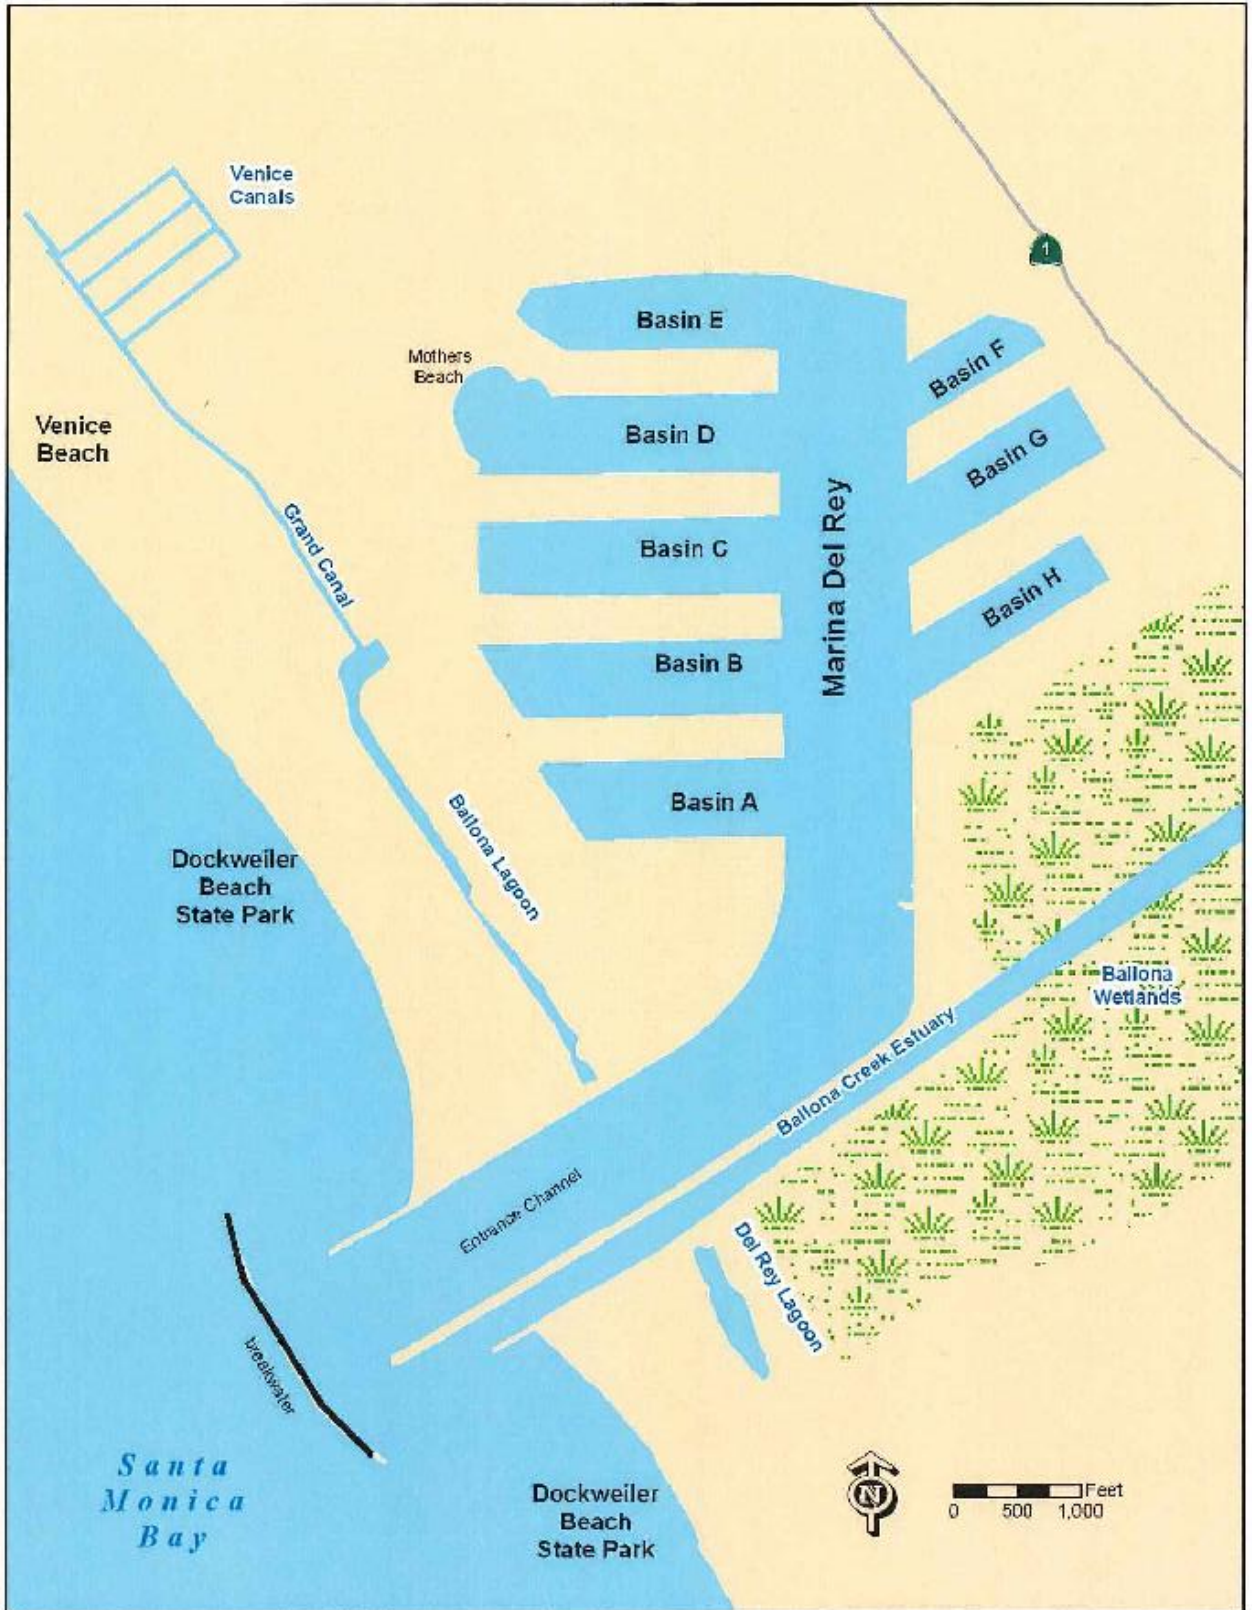 Venice
Canals
1
Basin E
Mothers
Beach
Basin F
Venice
Beach
Basin D
Basin G
Grand Canal
Basin C
Marina Del Rey
Basin H
Basin B
Basin A
Ballona Lagoon
Dockweiler
Beach
State Park
Ballona
Wetlands
Ballona Creek Estuary
Entrance Channel
Del Rey Lagoon
breakwater
Santa
Monica
Bay
Dockweiler
Beach
State Park
N
Feet
0 500 1,000